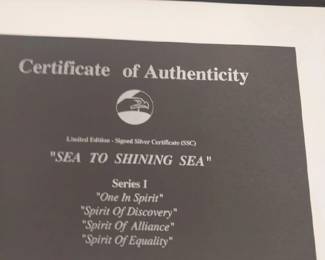 Certificate of Authenticity
Limited Edition - Signed Silver Certificate (SSC)
"SEA TO SHINING SEA"
Series I
"One In Spirit"
"Spirit Of Discovery"
"Spirit Of Alliance"
"Spirit Of Equality"